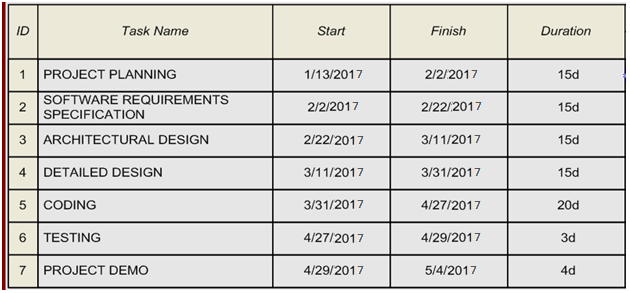 ID Task Name Start Finish Duration
1 PROJECT PLANNING 1/13/2017 2/2/2017 15d
2 SOFTWARE REQUIREMENTS SPECIFICATION 2/2/2017 2/22/2017 15d
3 ARCHITECTURAL DESIGN 2/22/2017 3/11/2017 15d
4 DETAILED DESIGN 3/11/2017 3/31/2017 15d
5 CODING 3/31/2017 4/27/2017 20d
6 TESTING 4/27/2017 4/29/2017 3d
7 PROJECT DEMO 4/29/2017 5/4/2017 4d